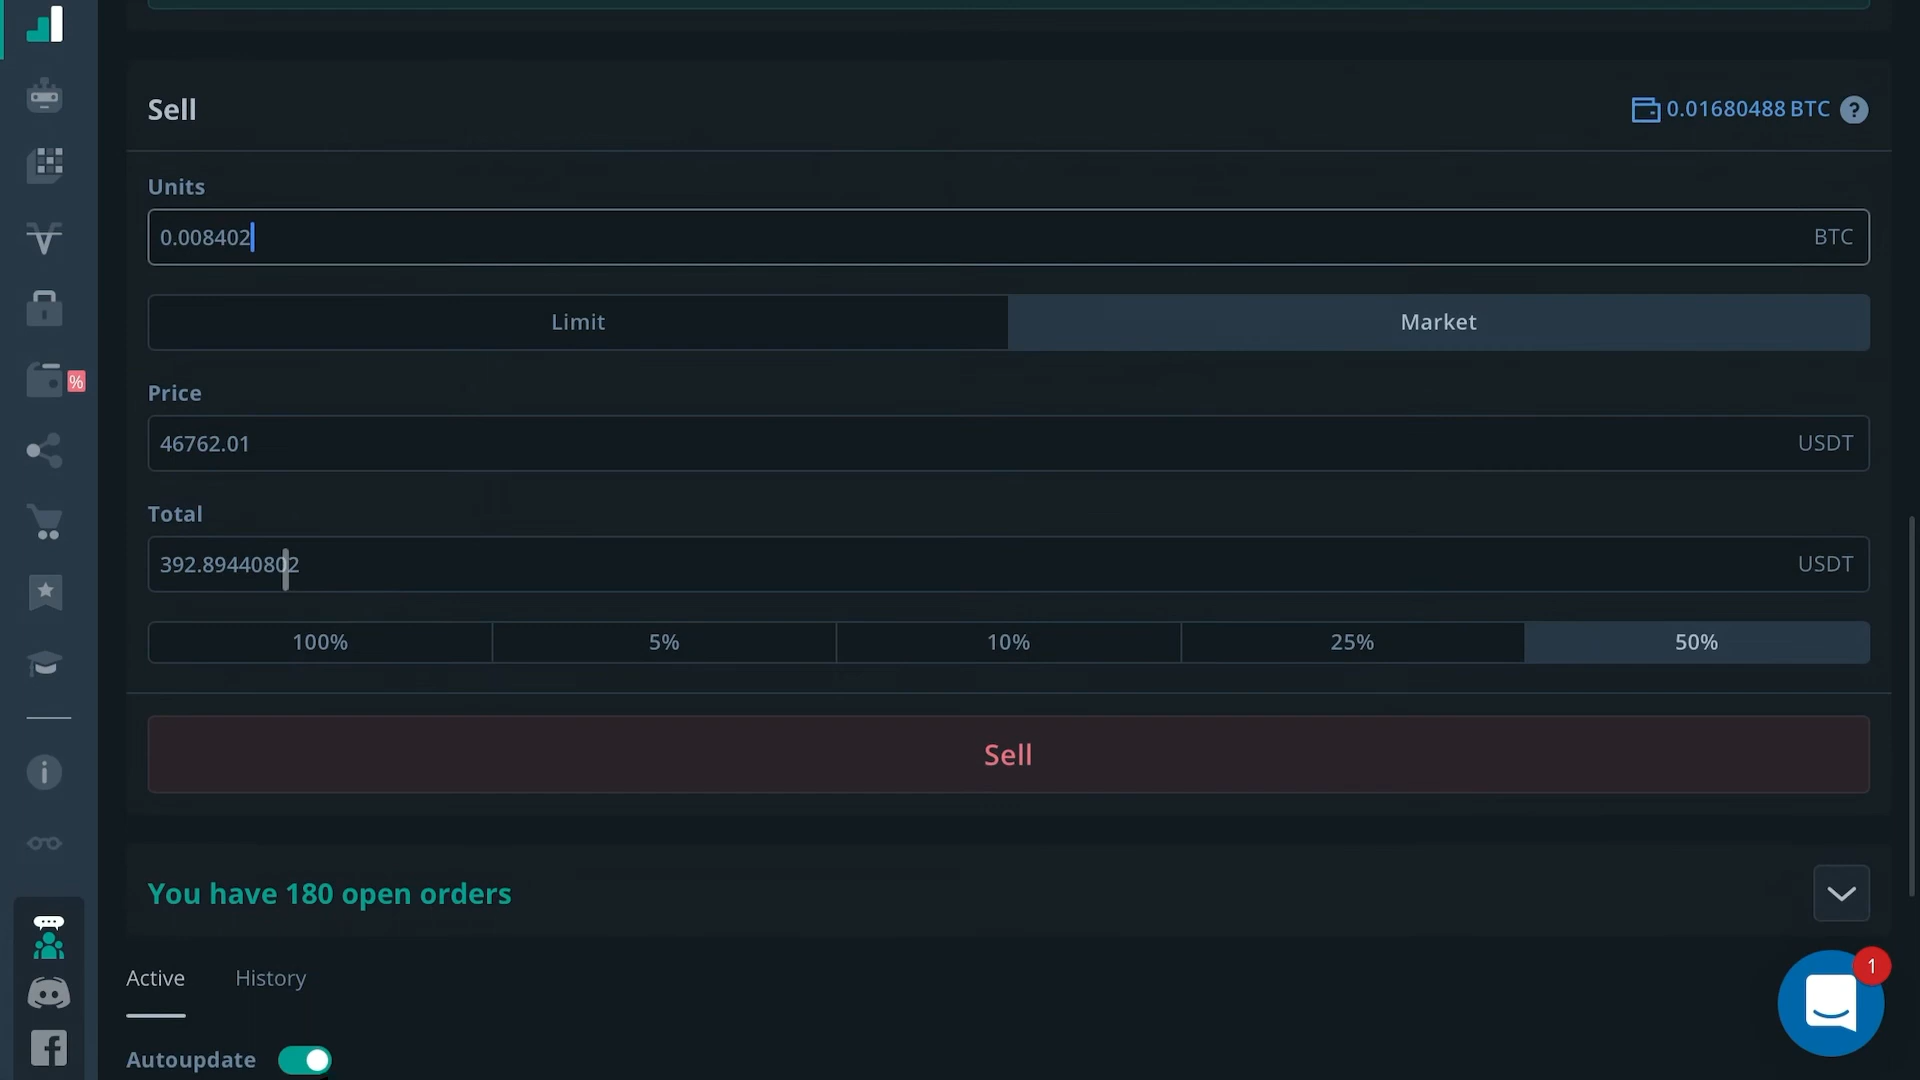 Sell
0.01680488 BTC ?
Units
0.008402 BTC
Limit Market
Price
46762.01 USDT
Total
392.89440802 USDT
100% 5% 10% 25% 50%
Sell
You have 180 open orders
Active History
Autoupdate
%
1